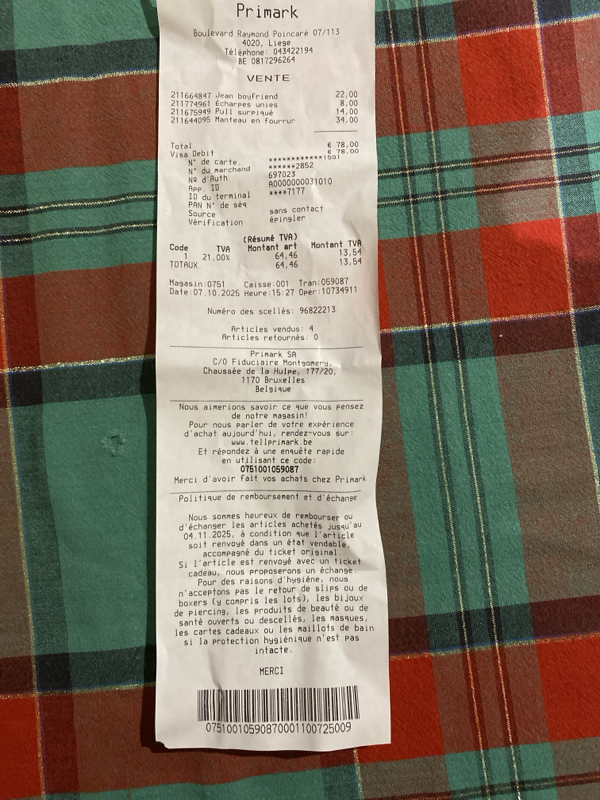 Primark
Boulevard Raymond Poincaré 07/113
4020, Liege
Téléphone: 043422194
BE 0817296264
VENTE
211664847 Jean boyfriend 22,00
211774961 Écharpes unies 8,00
211675949 Pull surpiqué 14,00
211644095 Manteau en fourrur 34,00
Total € 78,00
Visa Debit € 78,00
N° de carte
N° du marchand ******2852
Nº d'Auth 697023
App. ID A0000000031010
ID du terminal ****7177
PAN N° de séq
Source sans contact
Vérification épingler
(Résumé TVA)
Code TVA Montant art Montant TVA
1 21,00% 64,46 13,54
TOTAUX 64,46 13,54
Magasin:0751 Caisse:001 Tran:059087
Date:07.10.2025 Heure:15:27 Oper:10734911
Numéro des scellés: 96822213
Articles vendus: 4
Articles retournés: 0
Primark SA
C/O Fiduciaire Montgomery,
Chaussée de la Hulpe, 177/20,
1170 Bruxelles
Belgique
Nous aimerions savoir ce que vous pensez
de notre magasin!
Pour nous parler de votre expérience
d'achat aujourd'hui, rendez-vous sur:
www.tellprimark.be
Et répondez à une enquête rapide
en utilisant ce code:
0751001059087
Merci d'avoir fait vos achats chez Primark
Politique de remboursement et d'échange
Nous sommes heureux de rembourser ou
d'échanger les articles achetés jusqu'au
04.11.2025, à condition que l'article
soit renvoyé dans un état vendable,
accompagné du ticket original.
Si l'article est renvoyé avec un ticket
cadeau, nous proposerons un échange.
Pour des raisons d'hygiène, nous
n'acceptons pas le retour de slips ou de
boxers (y compris les lots), les bijoux
de piercing, les produits de beauté ou de
santé ouverts ou descellés, les masques,
les cartes cadeaux ou les maillots de bain
si la protection hygiénique n'est pas
intacte.
MERCI
07510010590870001100725009